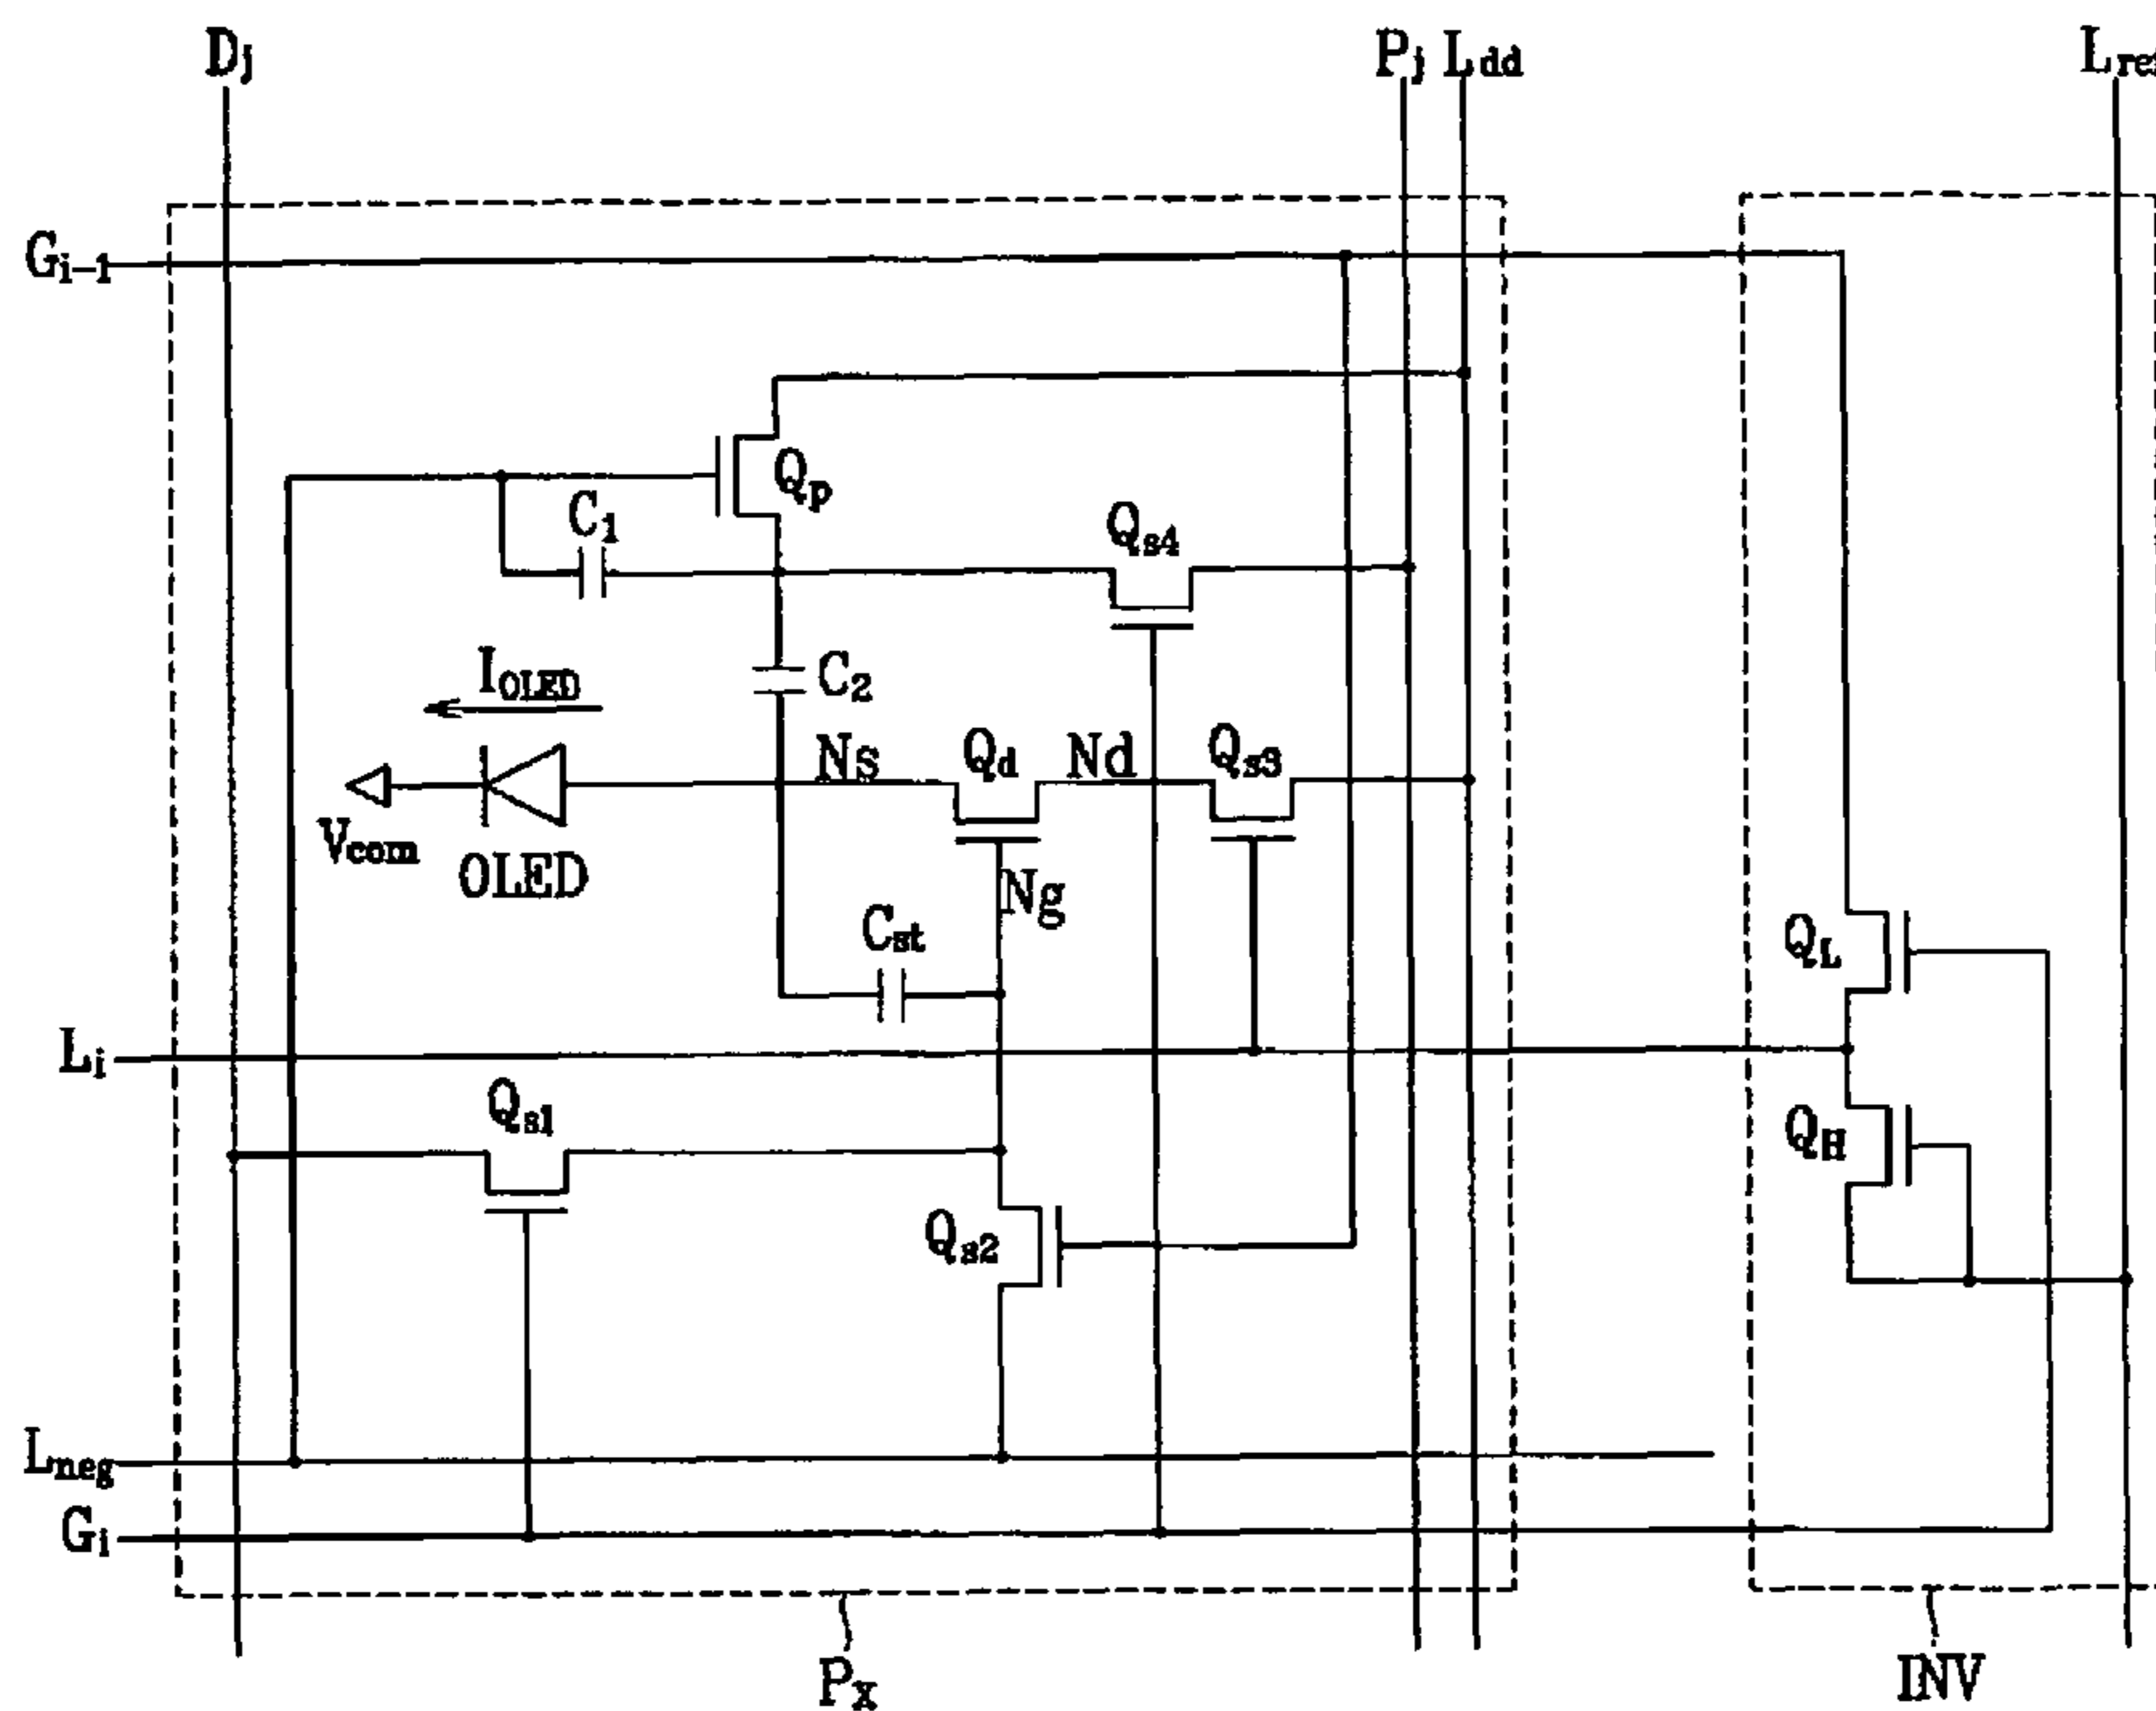 Dj
Pj
Ldd
Gi-1
Qp
C1
Qs4
IOLED
C2
Ns
Qd
Nd
Qs3
Vcom
OLED
Ng
Cst
QL
Li
Qs1
QH
Qs2
Lneg
Gi
Px
INV